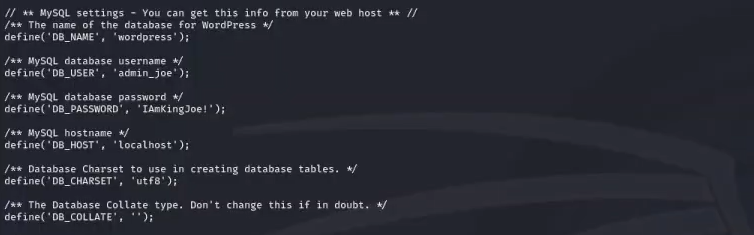 // ** MySQL settings - You can get this info from your web host ** //
/** The name of the database for WordPress */
define('DB_NAME', 'wordpress');
/** MySQL database username */
define('DB_USER', 'admin_joe');
/** MySQL database password */
define('DB_PASSWORD', 'IAmKingJoe!');
/** MySQL hostname */
define('DB_HOST', 'localhost');
/** Database Charset to use in creating database tables. */
define('DB_CHARSET', 'utf8');
/** The Database Collate type. Don't change this if in doubt. */
define('DB_COLLATE', '');